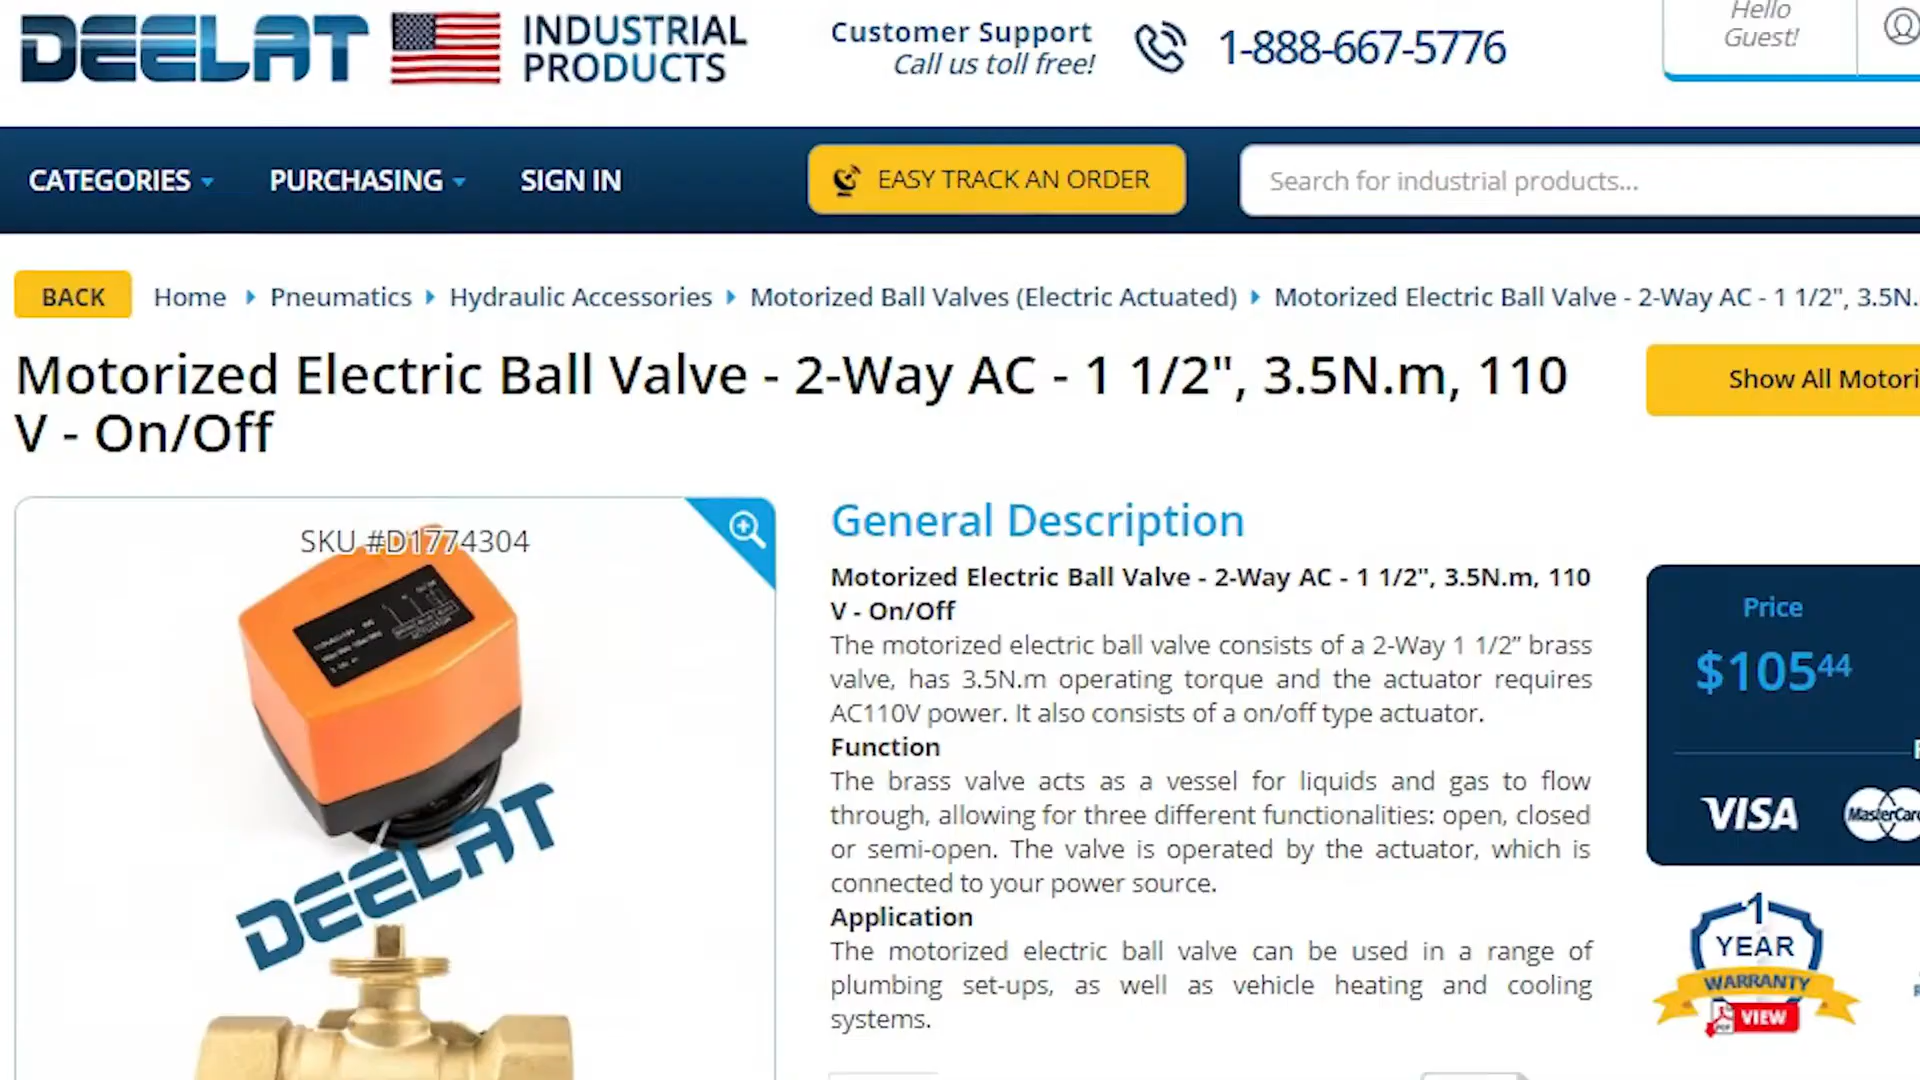 DEELAT
INDUSTRIAL
PRODUCTS
Customer Support
Call us toll free!
1-888-667-5776
Hello
Guest!
CATEGORIES
PURCHASING
SIGN IN
EASY TRACK AN ORDER
Search for industrial products...
BACK
Home
Pneumatics
Hydraulic Accessories
Motorized Ball Valves (Electric Actuated)
Motorized Electric Ball Valve - 2-Way AC - 1 1/2", 3.5N.
Motorized Electric Ball Valve - 2-Way AC - 1 1/2", 3.5N.m, 110
V - On/Off
Show All Motori
SKU #D1774304
ACTUATOR
DEELAT
General Description
Motorized Electric Ball Valve - 2-Way AC - 1 1/2", 3.5N.m, 110
V - On/Off
The motorized electric ball valve consists of a 2-Way 1 1/2” brass
valve, has 3.5N.m operating torque and the actuator requires
AC110V power. It also consists of a on/off type actuator.
Function
The brass valve acts as a vessel for liquids and gas to flow
through, allowing for three different functionalities: open, closed
or semi-open. The valve is operated by the actuator, which is
connected to your power source.
Application
The motorized electric ball valve can be used in a range of
plumbing set-ups, as well as vehicle heating and cooling
systems.
Price
$10544
VISA
MasterCard
1
YEAR
WARRANTY
PDF
VIEW